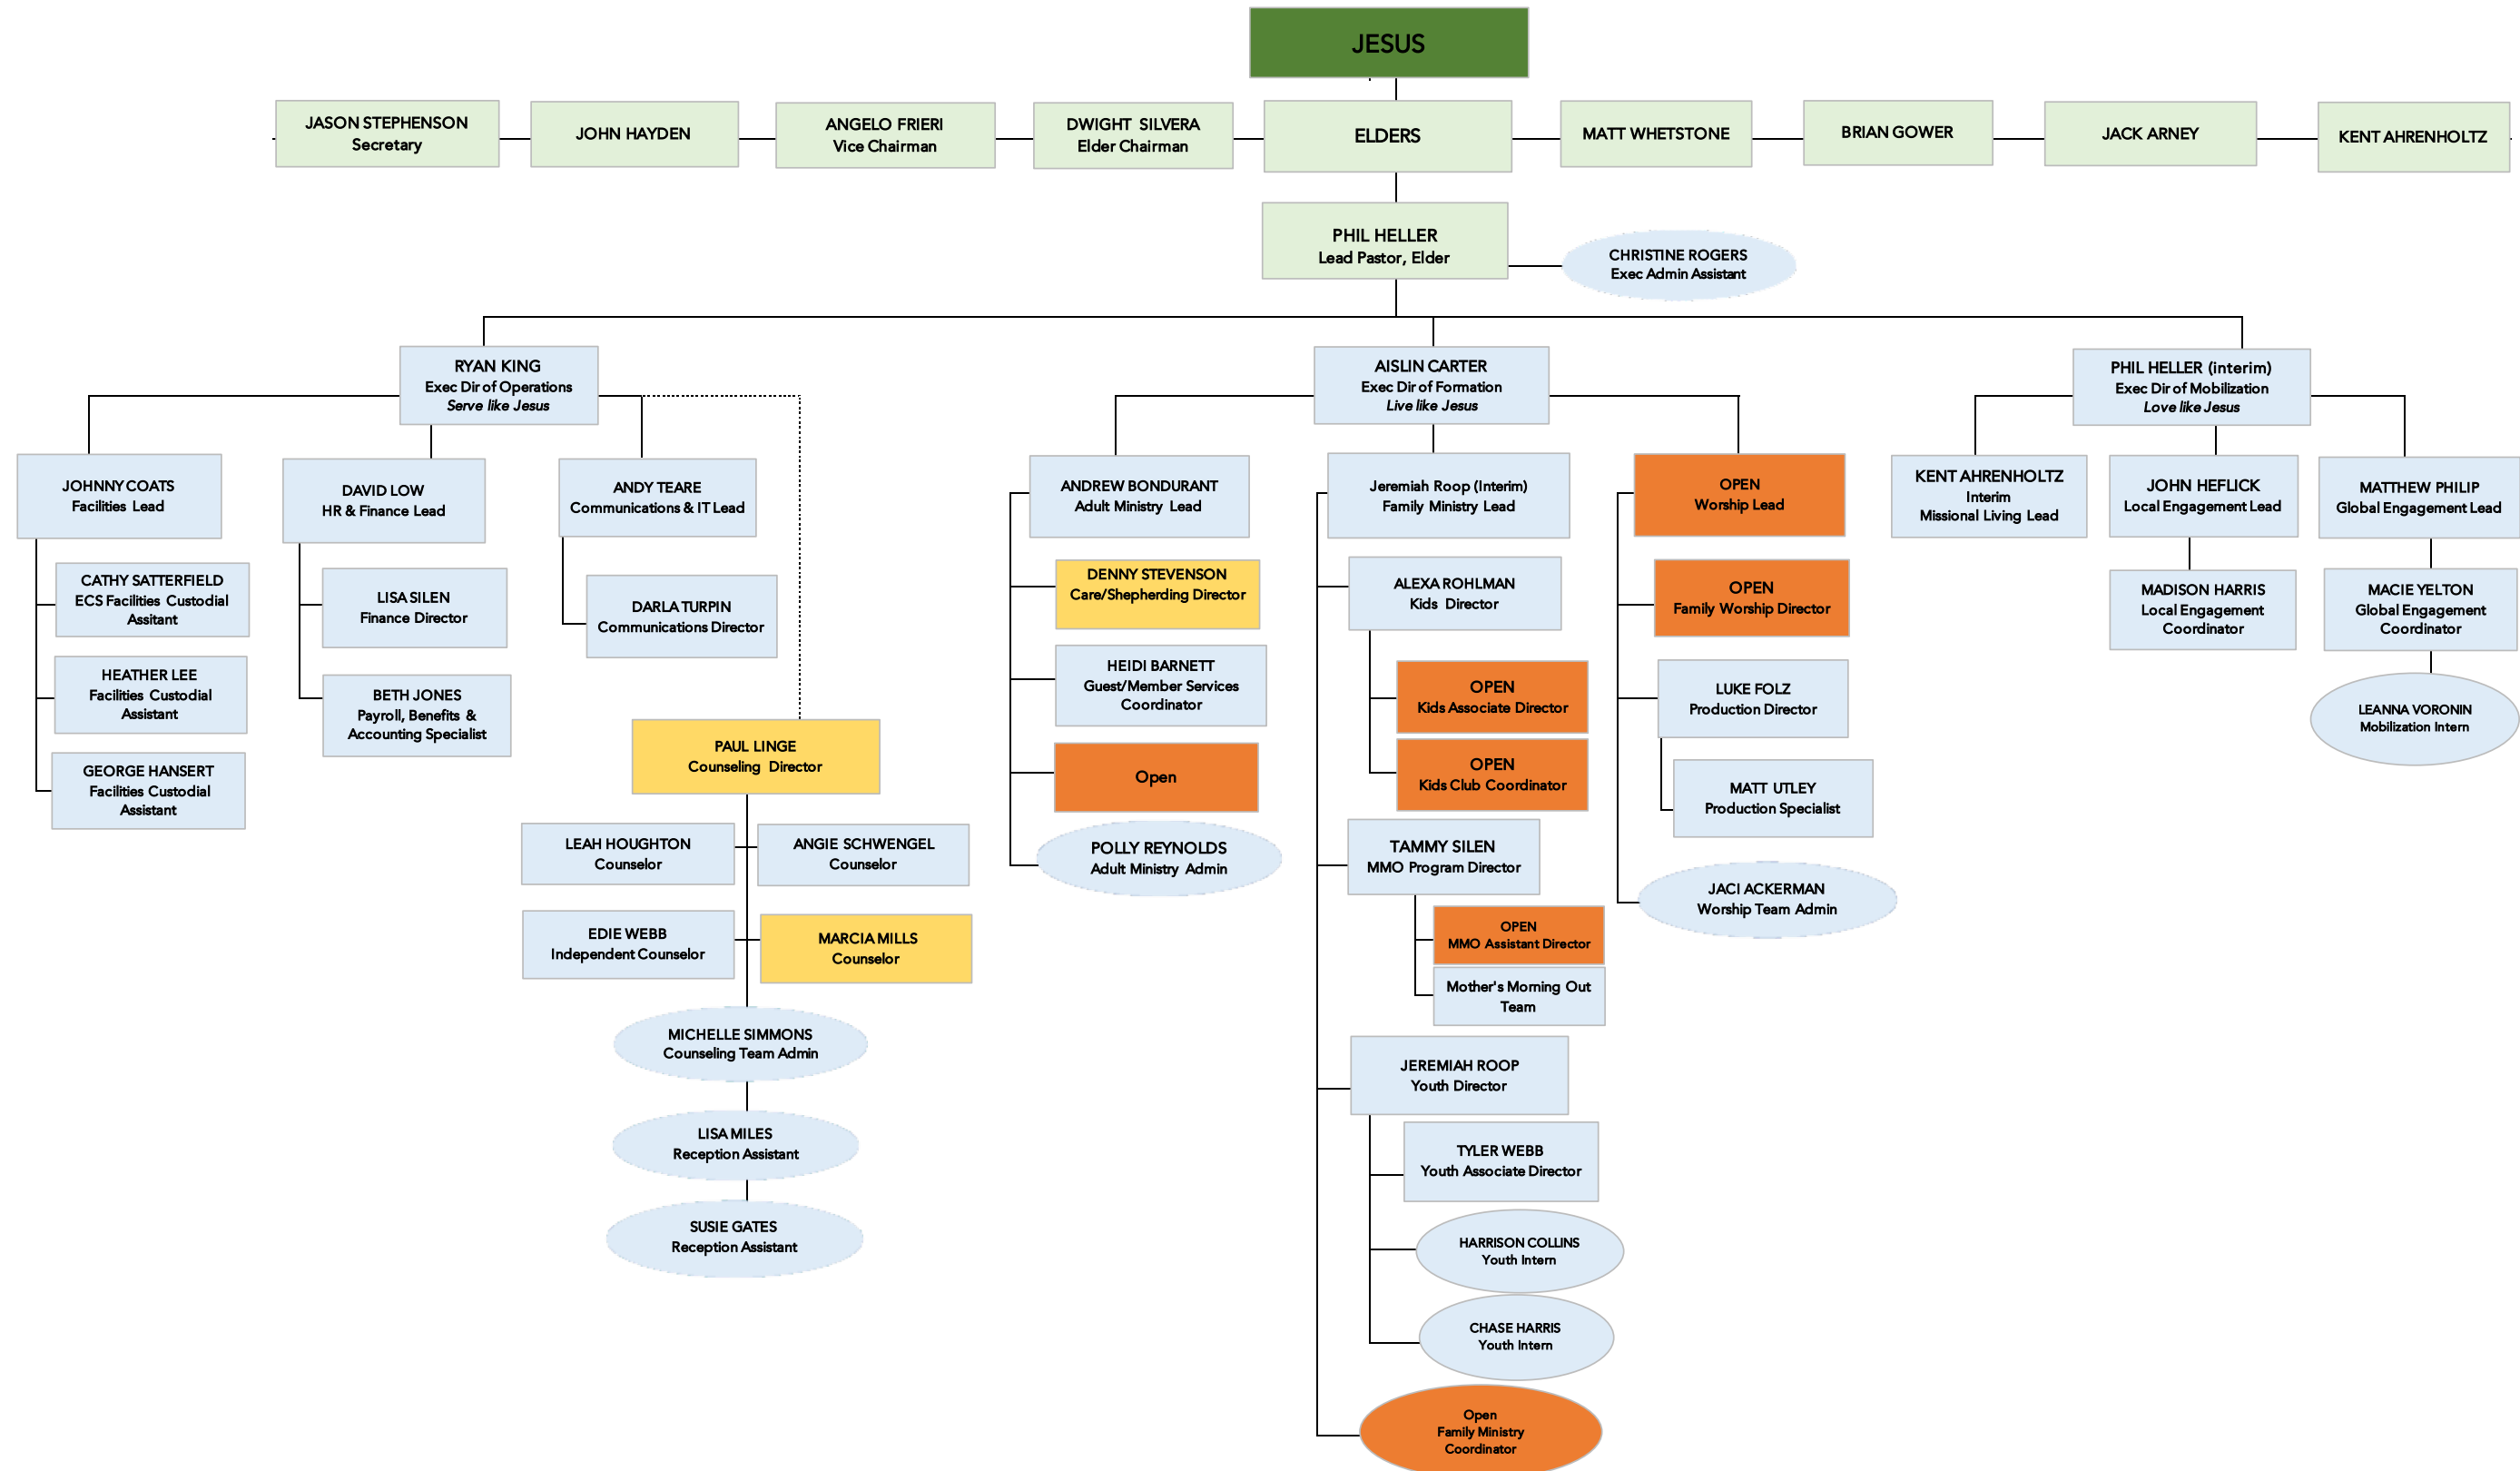 JESUS
JASON STEPHENSON
Secretary
JOHN HAYDEN
ANGELO FRIERI
Vice Chairman
DWIGHT SILVERA
Elder Chairman
ELDERS
MATT WHETSTONE
BRIAN GOWER
JACK ARNEY
KENT AHRENHOLTZ
PHIL HELLER
Lead Pastor, Elder
CHRISTINE ROGERS
Exec Admin Assistant
RYAN KING
Exec Dir of Operations
Serve like Jesus
AISLIN CARTER
Exec Dir of Formation
Live like Jesus
PHIL HELLER (interim)
Exec Dir of Mobilization
Love like Jesus
JOHNNY COATS
Facilities Lead
DAVID LOW
HR & Finance Lead
ANDY TEARE
Communications & IT Lead
CATHY SATTERFIELD
ECS Facilities Custodial
Assitant
HEATHER LEE
Facilities Custodial
Assistant
GEORGE HANSERT
Facilities Custodial
Assistant
LISA SILEN
Finance Director
BETH JONES
Payroll, Benefits &
Accounting Specialist
DARLA TURPIN
Communications Director
PAUL LINGE
Counseling Director
LEAH HOUGHTON
Counselor
ANGIE SCHWENGEL
Counselor
EDIE WEBB
Independent Counselor
MARCIA MILLS
Counselor
MICHELLE SIMMONS
Counseling Team Admin
LISA MILES
Reception Assistant
SUSIE GATES
Reception Assistant
ANDREW BONDURANT
Adult Ministry Lead
DENNY STEVENSON
Care/Shepherding Director
HEIDI BARNETT
Guest/Member Services
Coordinator
Open
POLLY REYNOLDS
Adult Ministry Admin
Jeremiah Roop (Interim)
Family Ministry Lead
ALEXA ROHLMAN
Kids Director
OPEN
Kids Associate Director
OPEN
Kids Club Coordinator
TAMMY SILEN
MMO Program Director
OPEN
MMO Assistant Director
Mother's Morning Out
Team
JEREMIAH ROOP
Youth Director
TYLER WEBB
Youth Associate Director
HARRISON COLLINS
Youth Intern
CHASE HARRIS
Youth Intern
Open
Family Ministry
Coordinator
OPEN
Worship Lead
OPEN
Family Worship Director
LUKE FOLZ
Production Director
MATT UTLEY
Production Specialist
JACI ACKERMAN
Worship Team Admin
KENT AHRENHOLTZ
Interim
Missional Living Lead
JOHN HEFLICK
Local Engagement Lead
MADISON HARRIS
Local Engagement
Coordinator
MATTHEW PHILIP
Global Engagement Lead
MACIE YELTON
Global Engagement
Coordinator
LEANNA VORONIN
Mobilization Intern